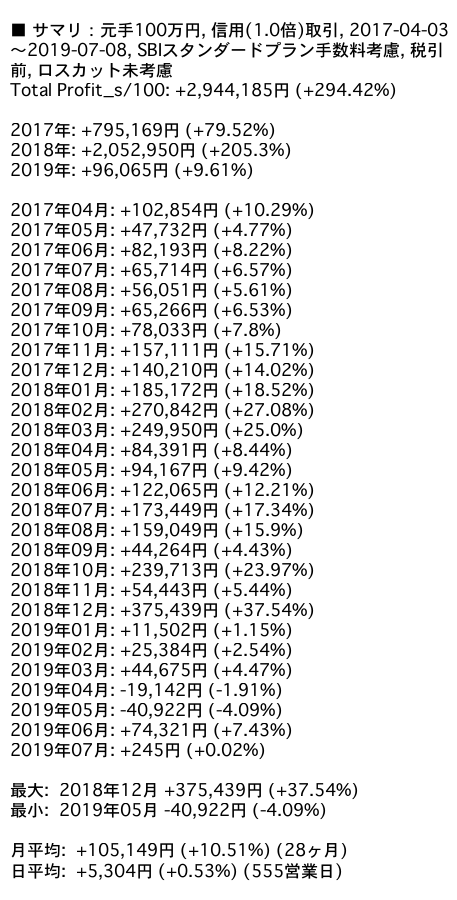 ■ サマリ：元手100万円, 信用(1.0倍)取引, 2017-04-03
～2019-07-08, SBIスタンダードプラン手数料考慮, 税引
前, ロスカット未考慮
Total Profit_s/100: +2,944,185円 (+294.42%)
2017年: +795,169円 (+79.52%)
2018年: +2,052,950円 (+205.3%)
2019年: +96,065円 (+9.61%)
2017年04月: +102,854円 (+10.29%)
2017年05月: +47,732円 (+4.77%)
2017年06月: +82,193円 (+8.22%)
2017年07月: +65,714円 (+6.57%)
2017年08月: +56,051円 (+5.61%)
2017年09月: +65,266円 (+6.53%)
2017年10月: +78,033円 (+7.8%)
2017年11月: +157,111円 (+15.71%)
2017年12月: +140,210円 (+14.02%)
2018年01月: +185,172円 (+18.52%)
2018年02月: +270,842円 (+27.08%)
2018年03月: +249,950円 (+25.0%)
2018年04月: +84,391円 (+8.44%)
2018年05月: +94,167円 (+9.42%)
2018年06月: +122,065円 (+12.21%)
2018年07月: +173,449円 (+17.34%)
2018年08月: +159,049円 (+15.9%)
2018年09月: +44,264円 (+4.43%)
2018年10月: +239,713円 (+23.97%)
2018年11月: +54,443円 (+5.44%)
2018年12月: +375,439円 (+37.54%)
2019年01月: +11,502円 (+1.15%)
2019年02月: +25,384円 (+2.54%)
2019年03月: +44,675円 (+4.47%)
2019年04月: -19,142円 (-1.91%)
2019年05月: -40,922円 (-4.09%)
2019年06月: +74,321円 (+7.43%)
2019年07月: +245円 (+0.02%)
最大: 2018年12月 +375,439円 (+37.54%)
最小: 2019年05月 -40,922円 (-4.09%)
月平均: +105,149円 (+10.51%) (28ヶ月)
日平均: +5,304円 (+0.53%) (555営業日)